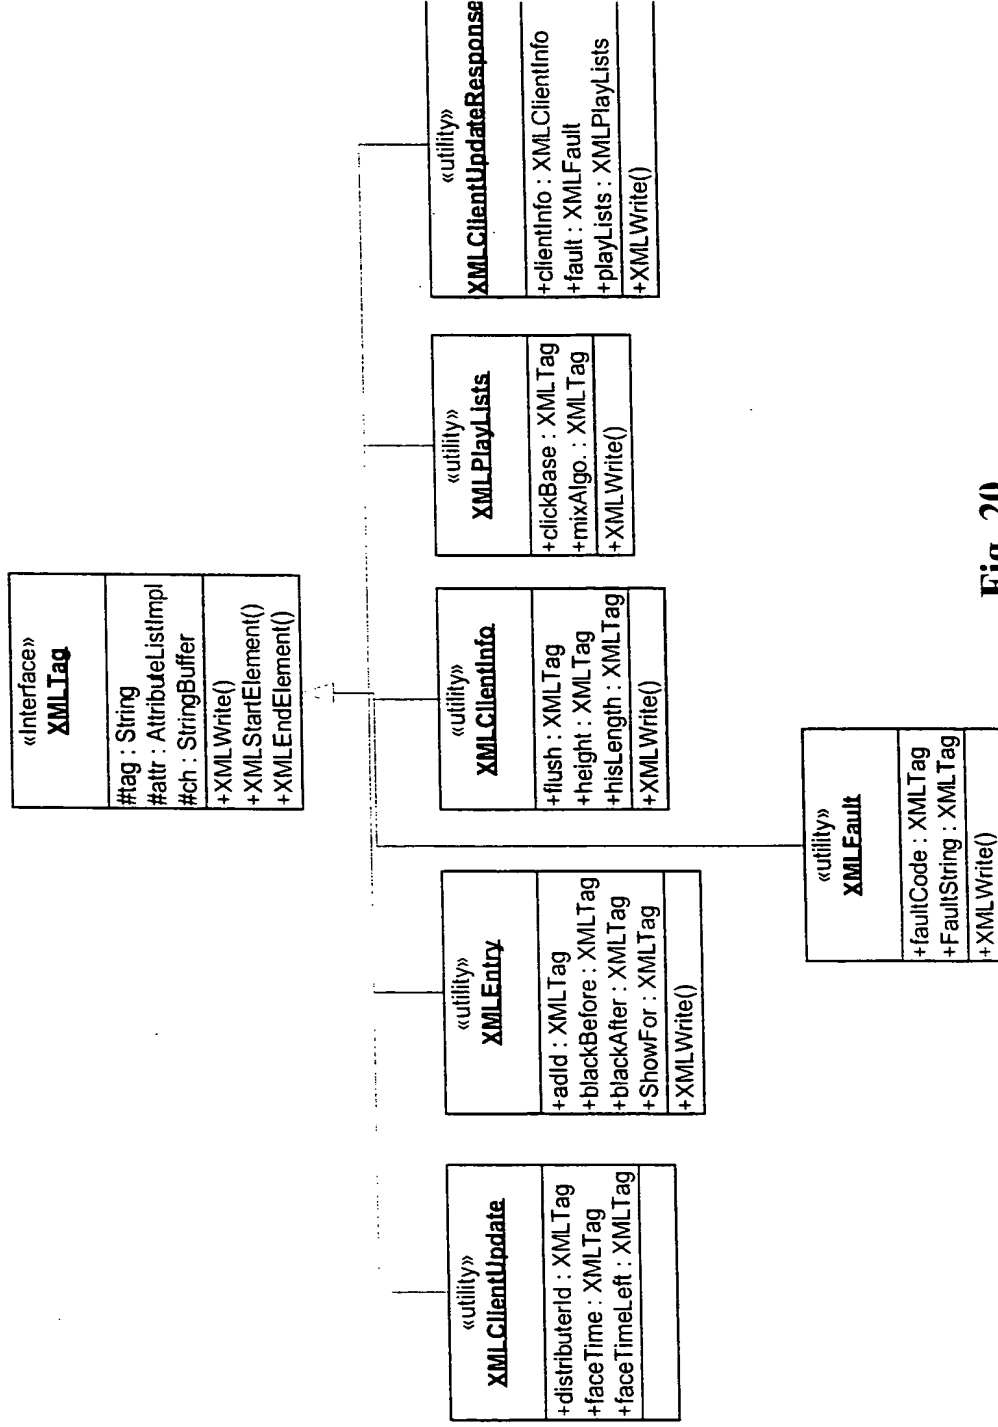 «Interface»
XMLTag
#tag : String
#attr : AttributeListImpl
#ch : StringBuffer
+XMLWrite()
+XMLStartElement()
+XMLEndElement()
«utility»
XMLClientUpdate
+distributerId : XMLTag
+faceTime : XMLTag
+faceTimeLeft : XMLTag
«utility»
XMLEntry
+adId : XMLTag
+blackBefore : XMLTag
+blackAfter : XMLTag
+ShowFor : XMLTag
+XMLWrite()
«utility»
XMLClientInfo
+flush : XMLTag
+height : XMLTag
+hisLength : XMLTag
+XMLWrite()
«utility»
XMLPlayLists
+clickBase : XMLTag
+mixAlgo. : XMLTag
+XMLWrite()
«utility»
XMLClientUpdateResponse
+clientInfo : XMLClientInfo
+fault : XMLFault
+playLists : XMLPlayLists
+XMLWrite()
«utility»
XMLFault
+faultCode : XMLTag
+FaultString : XMLTag
+XMLWrite()
Fig. 20